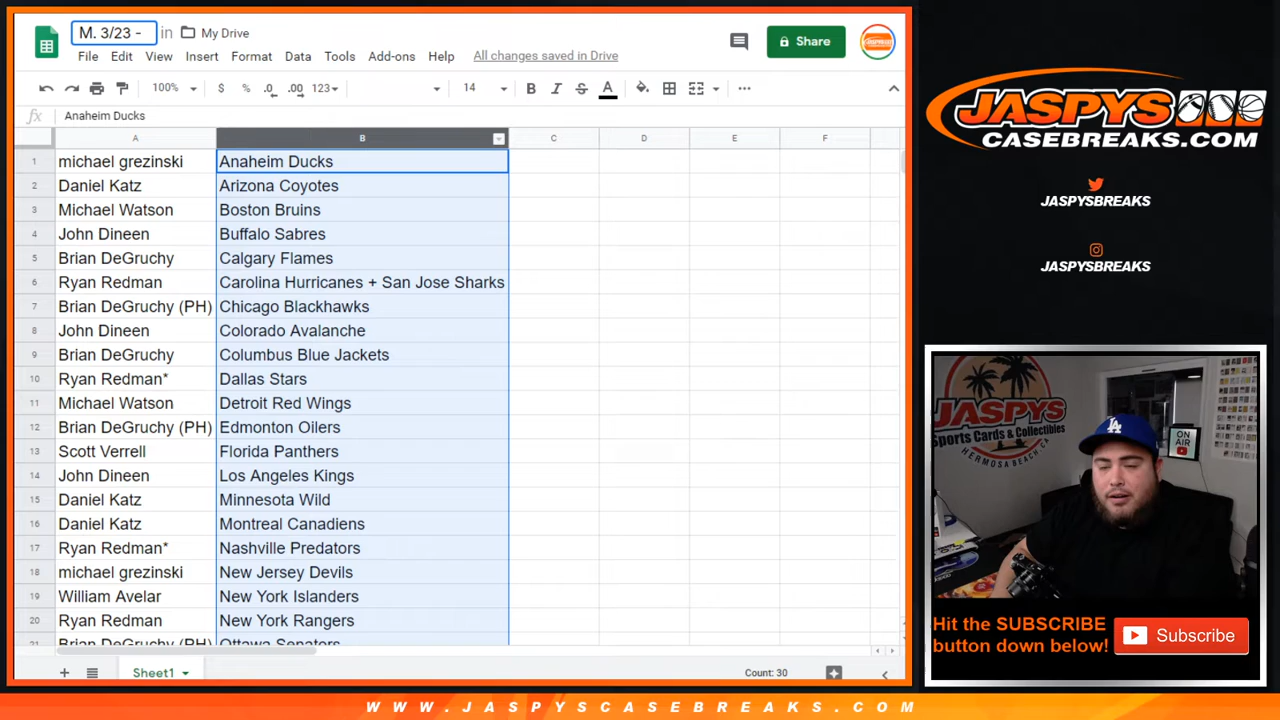 M. 3/23 - in My Drive
File Edit View Insert Format Data Tools Add-ons Help All changes saved in Drive
Share
100% $ % .0 .00 123 14 B I S A
fx Anaheim Ducks
A B C D E F
1 michael grezinski Anaheim Ducks
2 Daniel Katz Arizona Coyotes
3 Michael Watson Boston Bruins
4 John Dineen Buffalo Sabres
5 Brian DeGruchy Calgary Flames
6 Ryan Redman Carolina Hurricanes + San Jose Sharks
7 Brian DeGruchy (PH) Chicago Blackhawks
8 John Dineen Colorado Avalanche
9 Brian DeGruchy Columbus Blue Jackets
10 Ryan Redman* Dallas Stars
11 Michael Watson Detroit Red Wings
12 Brian DeGruchy (PH) Edmonton Oilers
13 Scott Verrell Florida Panthers
14 John Dineen Los Angeles Kings
15 Daniel Katz Minnesota Wild
16 Daniel Katz Montreal Canadiens
17 Ryan Redman* Nashville Predators
18 michael grezinski New Jersey Devils
19 William Avelar New York Islanders
20 Ryan Redman New York Rangers
21 Brian DeGruchy (PH) Ottawa Senators
Sheet1 Count: 30
JASPYS
CASEBREAKS.COM
JASPYSBREAKS
JASPYSBREAKS
JASPYS
Sports Cards & Collectibles
HERMOSA BEACH, CA
ON
AIR
LA
Hit the SUBSCRIBE
button down below!
Subscribe
WWW.JASPYSCASEBREAKS.COM